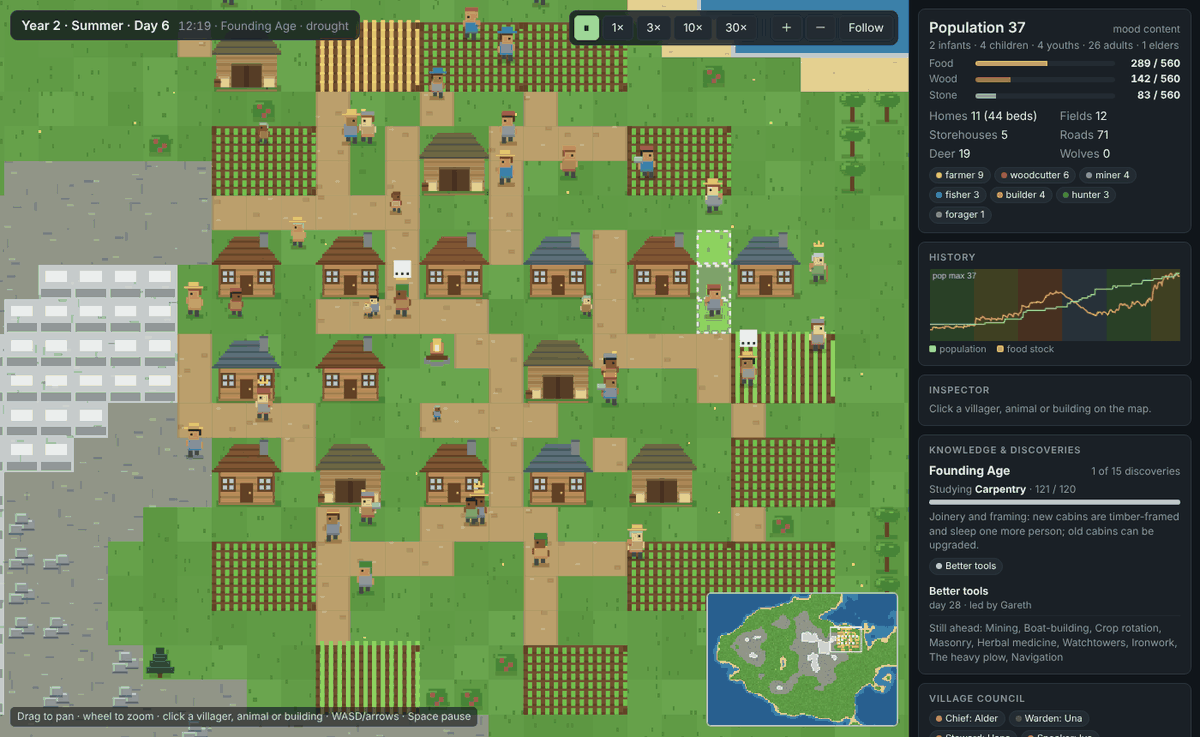 Year 2 · Summer · Day 6 12:19 · Founding Age · drought
1× 3× 10× 30× + − Follow
Population 37 mood content
2 infants · 4 children · 4 youths · 26 adults · 1 elders
Food 289 / 560
Wood 142 / 560
Stone 83 / 560
Homes 11 (44 beds) Fields 12
Storehouses 5 Roads 71
Deer 19 Wolves 0
farmer 9 woodcutter 6 miner 4
fisher 3 builder 4 hunter 3
forager 1
HISTORY
pop max 37
population food stock
INSPECTOR
Click a villager, animal or building on the map.
KNOWLEDGE & DISCOVERIES
Founding Age 1 of 15 discoveries
Studying Carpentry · 121 / 120
Joinery and framing: new cabins are timber-framed
and sleep one more person; old cabins can be
upgraded.
Better tools
Better tools
day 28 · led by Gareth
Still ahead: Mining, Boat-building, Crop rotation,
Masonry, Herbal medicine, Watchtowers, Ironwork,
The heavy plow, Navigation
VILLAGE COUNCIL
Chief: Alder Warden: Una
Drag to pan · wheel to zoom · click a villager, animal or building · WASD/arrows · Space pause